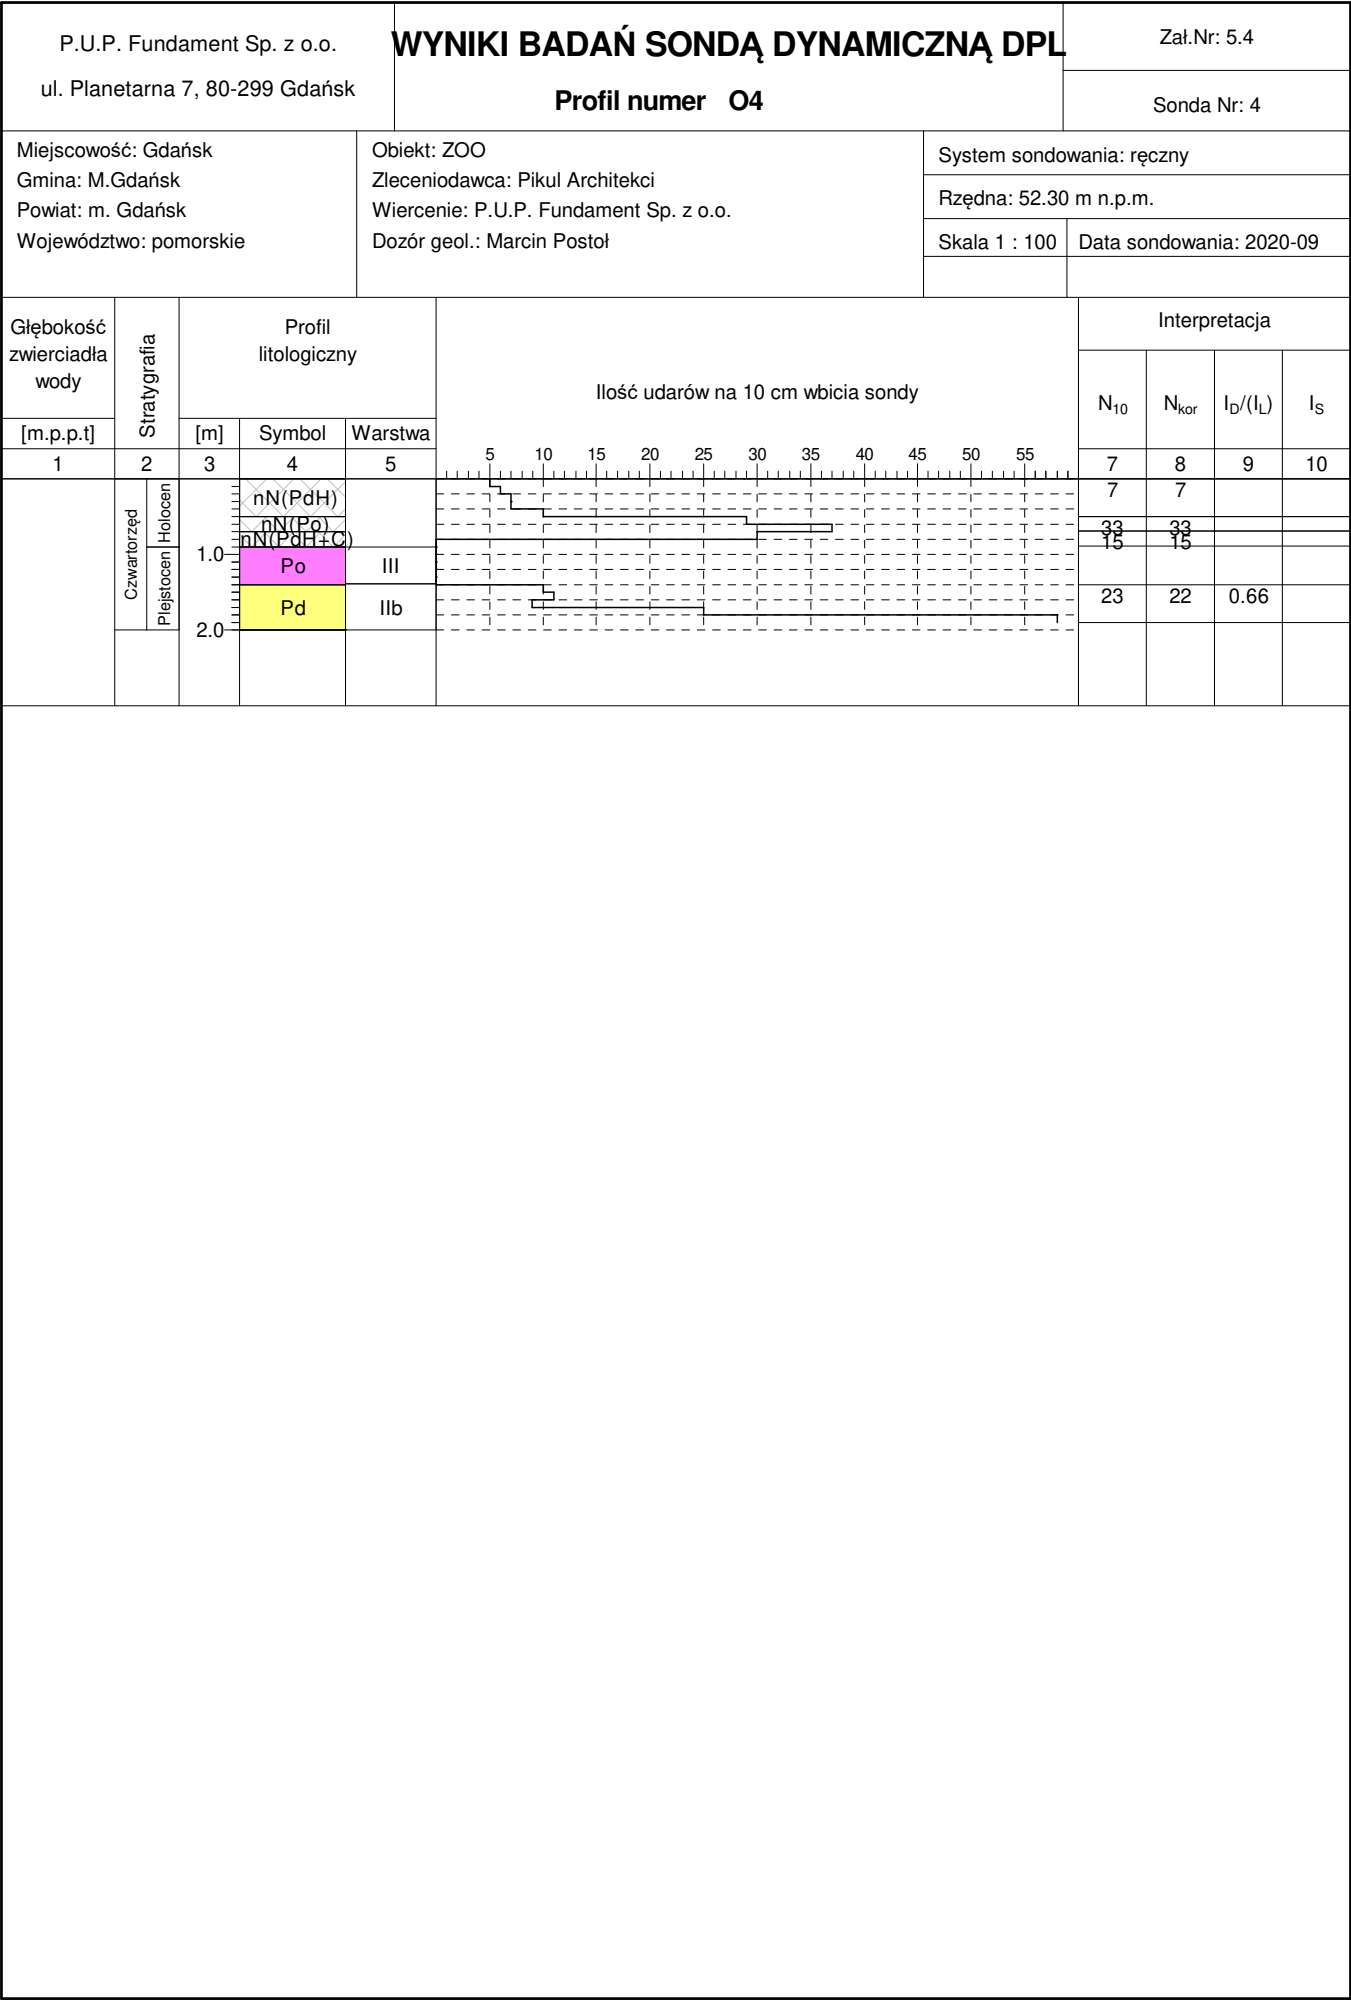 P.U.P. Fundament Sp. z o.o.
ul. Planetarna 7, 80-299 Gdańsk
WYNIKI BADAŃ SONDĄ DYNAMICZNĄ DPL
Profil numer O4
Zał.Nr: 5.4
Sonda Nr: 4
Miejscowość: Gdańsk
Gmina: M.Gdańsk
Powiat: m. Gdańsk
Województwo: pomorskie
Obiekt: ZOO
Zleceniodawca: Pikul Architekci
Wiercenie: P.U.P. Fundament Sp. z o.o.
Dozór geol.: Marcin Postoł
System sondowania: ręczny
Rzędna: 52.30 m n.p.m.
Skala 1 : 100
Data sondowania: 2020-09
Głębokość
zwierciadła
wody
[m.p.p.t]
Stratygrafia
Profil
litologiczny
[m] Symbol Warstwa
Ilość udarów na 10 cm wbicia sondy
Interpretacja
N10 Nkor ID/(IL) IS
5 10 15 20 25 30 35 40 45 50 55
1 2 3 4 5 7 8 9 10
Czwartorzęd
Holocen
Plejstocen
nN(PdH) 7 7
nN(Po) 33 33
nN(PdH+C) 15 15
1.0
Po III
Pd IIb 23 22 0.66
2.0